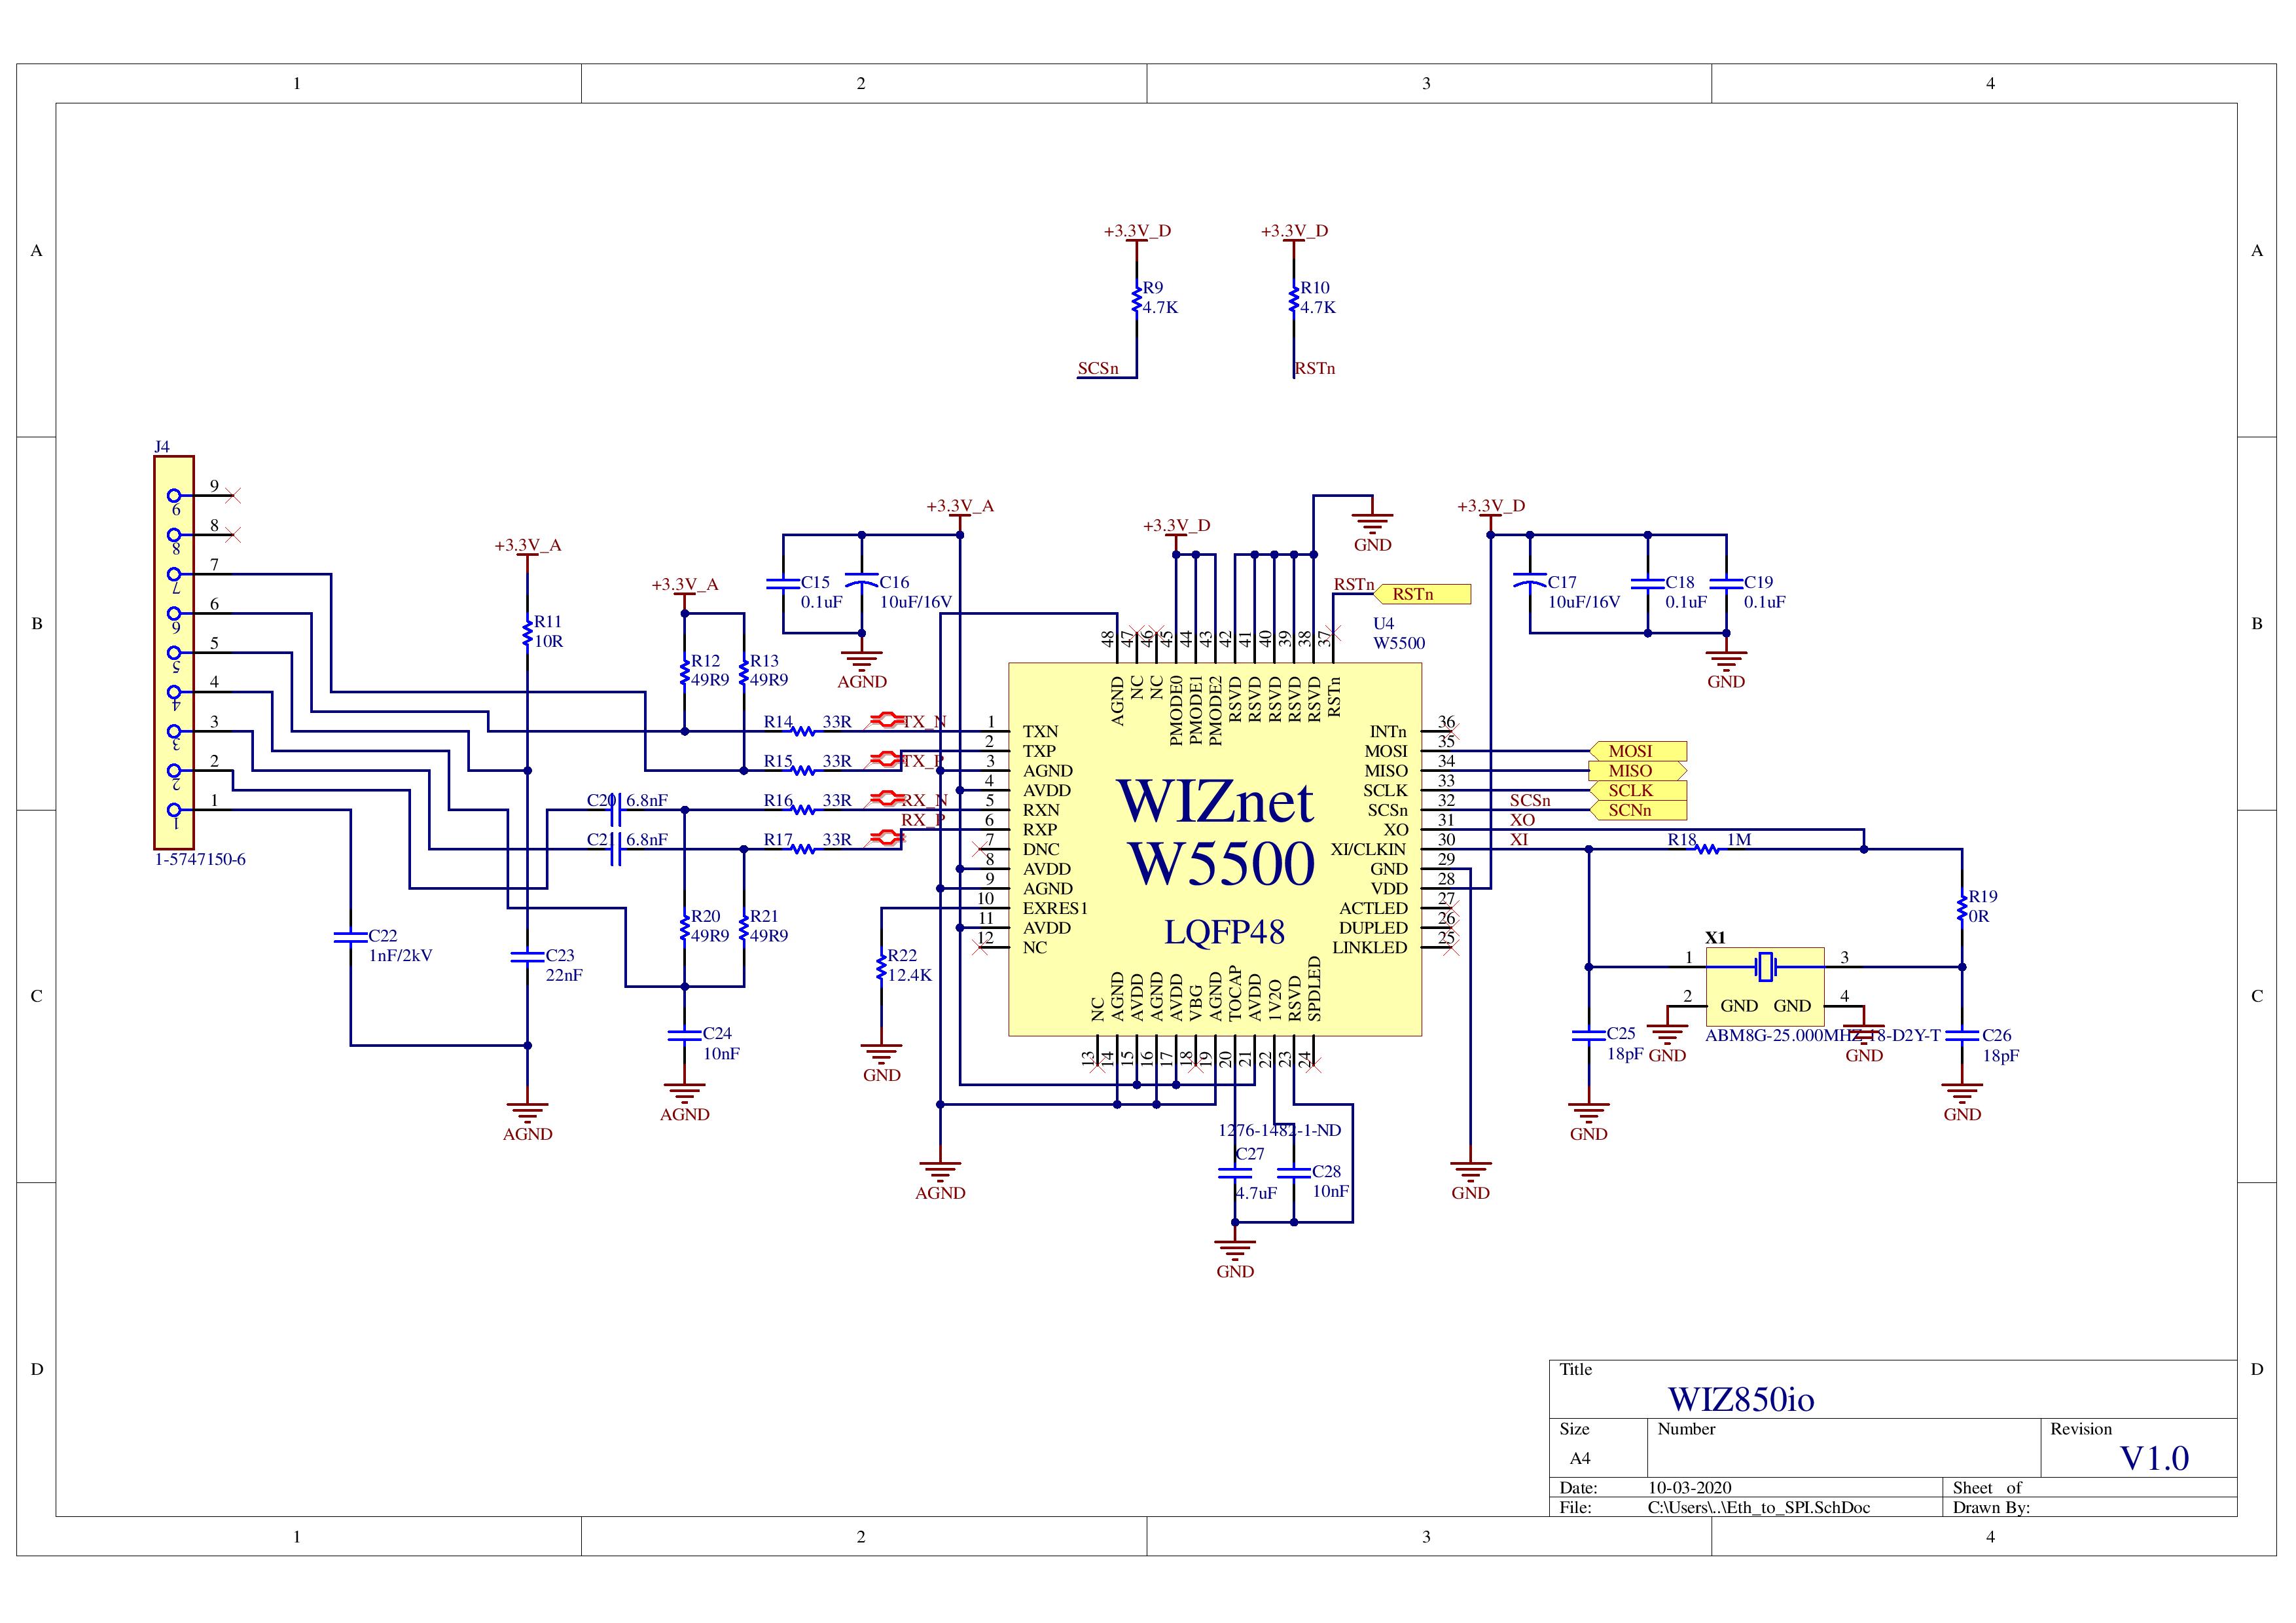 1
2
3
4
A
A
+3.3V_D
+3.3V_D
R9
4.7K
R10
4.7K
SCSn
RSTn
J4
9
8
7
6
5
4
3
2
1
9
8
7
6
5
4
3
2
1
1-5747150-6
+3.3V_A
R11
10R
+3.3V_A
R12
49R9
R13
49R9
C15
0.1uF
C16
10uF/16V
AGND
+3.3V_A
+3.3V_D
GND
RSTn
RSTn
U4
W5500
+3.3V_D
C17
10uF/16V
C18
0.1uF
C19
0.1uF
GND
B
B
48
47
46
45
44
43
42
41
40
39
38
37
AGND
NC
NC
PMODE0
PMODE1
PMODE2
RSVD
RSVD
RSVD
RSVD
RSVD
RSTn
R14 33R TX_N
R15 33R TX_P
C20 6.8nF R16 33R RX_N
C21 6.8nF R17 33R RX_P
1 TXN
2 TXP
3 AGND
4 AVDD
5 RXN
6 RXP
7 DNC
8 AVDD
9 AGND
10 EXRES1
11 AVDD
12 NC
WIZnet
W5500
LQFP48
INTn 36
MOSI 35
MISO 34
SCLK 33
SCSn 32
XO 31
XI/CLKIN 30
GND 29
VDD 28
ACTLED 27
DUPLED 26
LINKLED 25
MOSI
MISO
SCLK
SCSn
SCNn
XO
XI
R18 1M
R19
0R
C22
1nF/2kV
C23
22nF
R20
49R9
R21
49R9
R22
12.4K
C24
10nF
X1
1
3
2
4
GND GND
ABM8G-25.000MHZ-18-D2Y-T
C25
18pF
GND
GND
C26
18pF
C
C
NC
AGND
AVDD
AGND
AVDD
VBG
AGND
TOCAP
AVDD
1V2O
RSVD
SPDLED
13
14
15
16
17
18
19
20
21
22
23
24
GND
AGND
AGND
GND
GND
1276-1482-1-ND
C27
4.7uF
C28
10nF
AGND
GND
GND
D
D
Title
WIZ850io
Size
A4
Number
Revision
V1.0
Date: 10-03-2020
Sheet of
File: C:\Users\..\Eth_to_SPI.SchDoc
Drawn By:
1
2
3
4